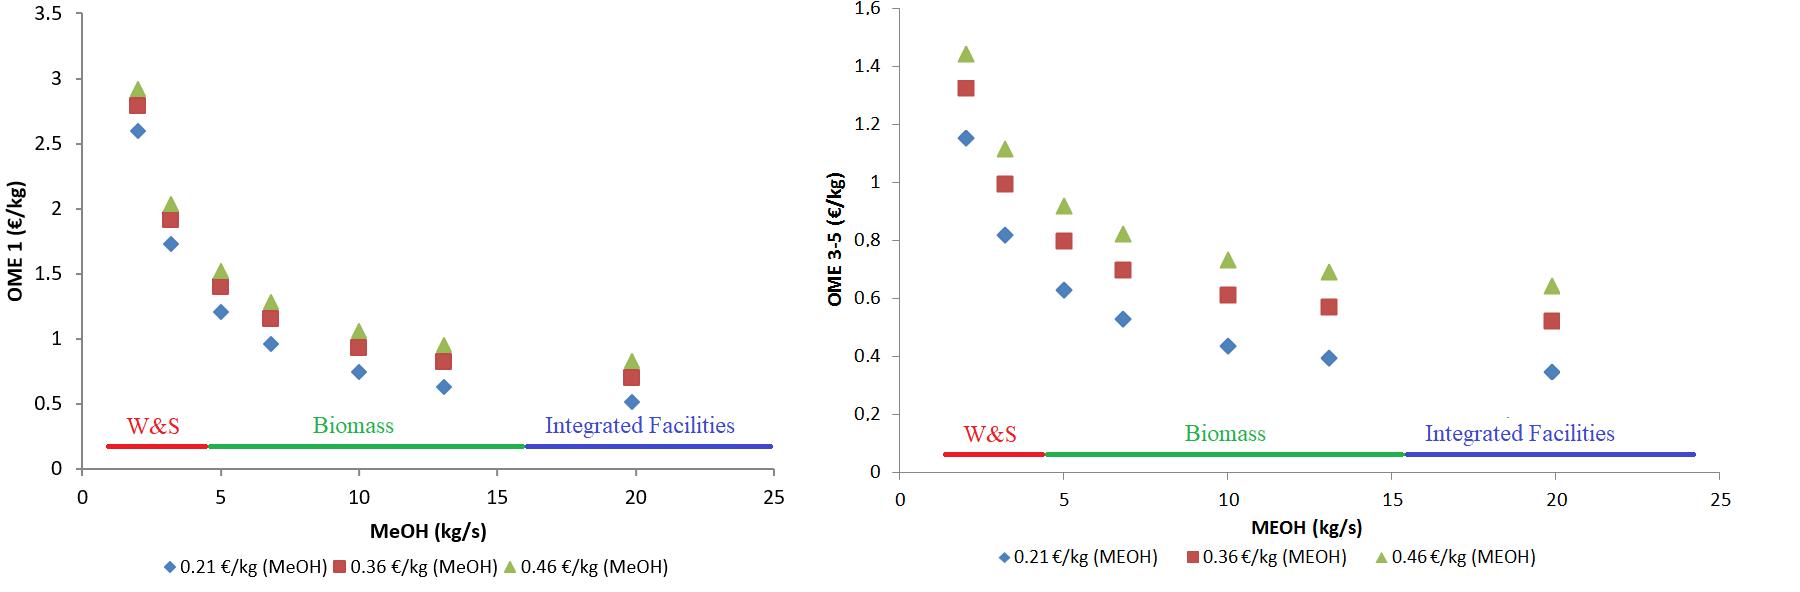 3.5
3
2.5
2
1.5
1
0.5
0
OME 1 (€/kg)
W&S
Biomass
Integrated Facilities
0 5 10 15 20 25
MeOH (kg/s)
0.21 €/kg (MeOH) 0.36 €/kg (MeOH) 0.46 €/kg (MeOH)
1,6
1.4
1.2
1
0,8
0.6
0.4
0,2
0
OME 3-5 (€/kg)
W&S
Biomass
Integrated Facilities
0 5 10 15 20 25
MEOH (kg/s)
0.21 €/kg (MEOH) 0.36 €/kg (MEOH) 0.46 €/kg (MEOH)